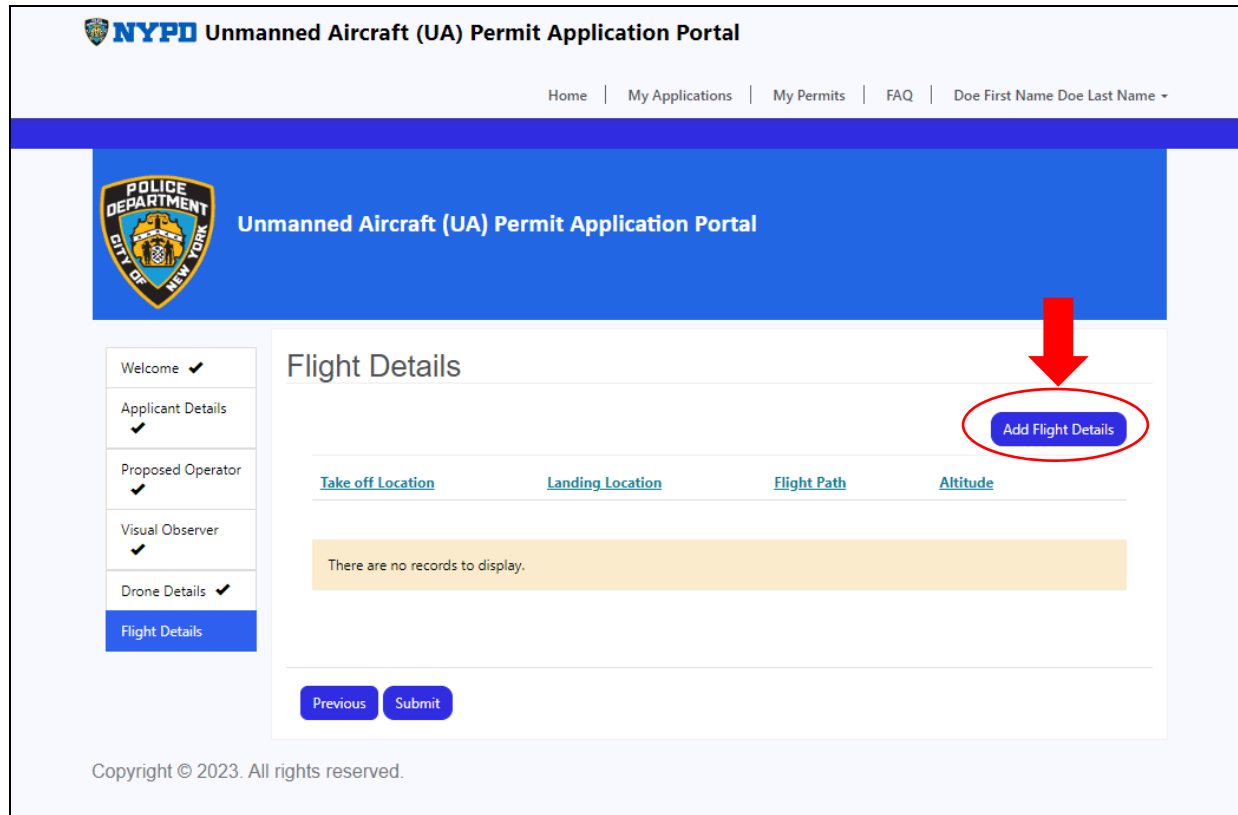 NYPD Unmanned Aircraft (UA) Permit Application Portal
Home | My Applications | My Permits | FAQ | Doe First Name Doe Last Name
POLICE
DEPARTMENT
CITY OF NEW YORK
Unmanned Aircraft (UA) Permit Application Portal
Welcome
Applicant Details
Proposed Operator
Visual Observer
Drone Details
Flight Details
Flight Details
Add Flight Details
Take off Location Landing Location Flight Path Altitude
There are no records to display.
Previous Submit
Copyright © 2023. All rights reserved.